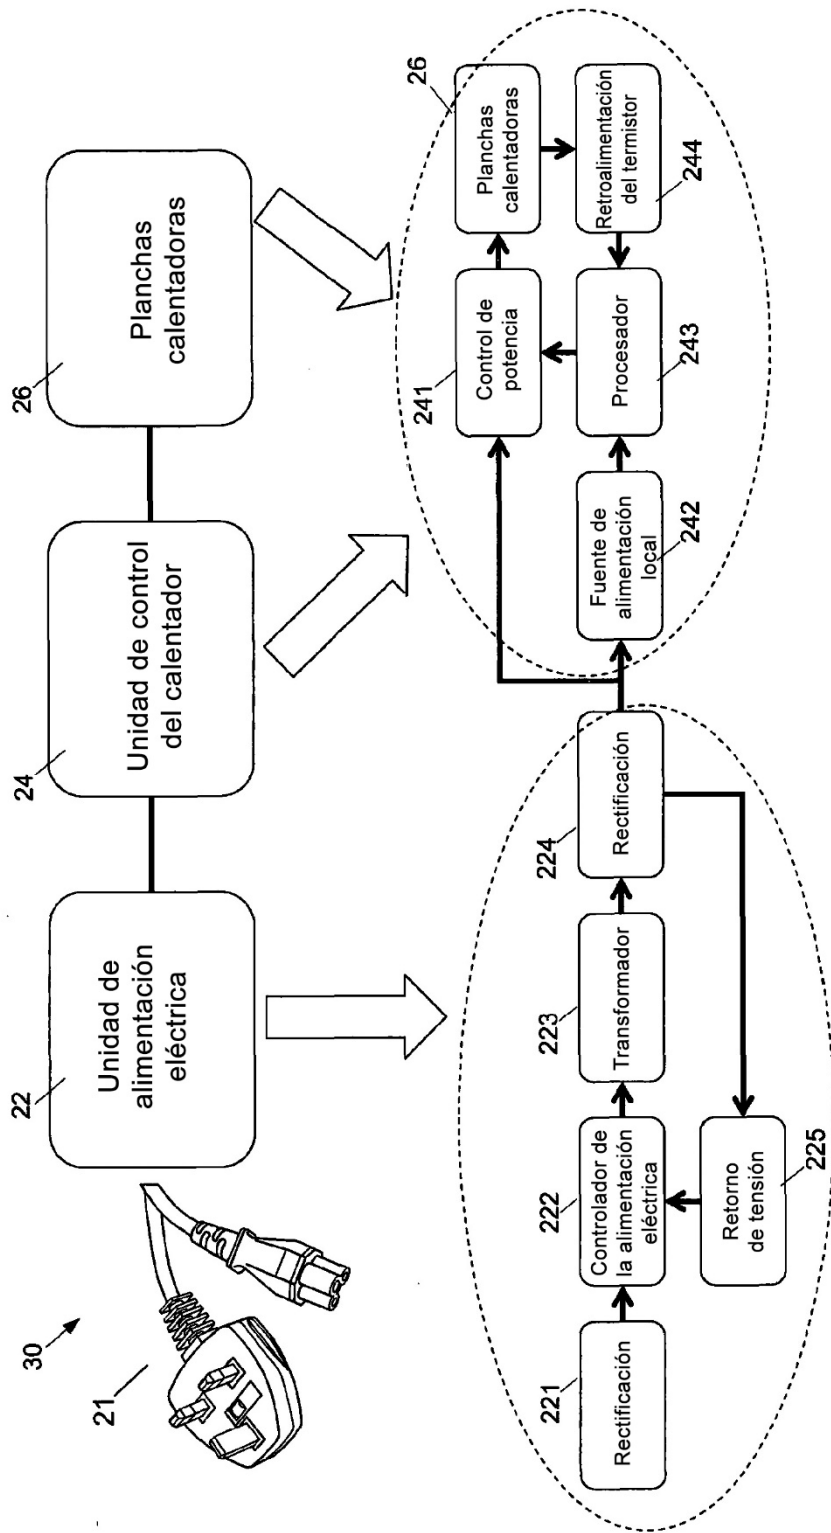 30
21
22
Unidad de
alimentación
eléctrica
24
Unidad de control
del calentador
26
Planchas
calentadoras
221
Rectificación
222
Controlador de
la alimentación
eléctrica
223
Transformador
224
Rectificación
Retorno
de tensión
225
241
Control de
potencia
26
Planchas
calentadoras
Fuente de
alimentación
local
242
Procesador
243
Retroalimentación
del termistor
244